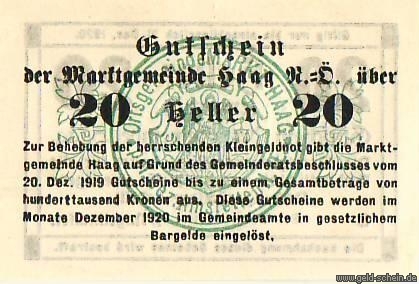 Gutschein
der Marktgemeinde Haag N.-Ö. über
20 Heller 20
Zur Behebung der herrschenden Kleingeldnot gibt die Markt-
gemeinde Haag auf Grund des Gemeinderatsbeschlusses vom
20. Dez. 1919 Gutscheine bis zu einem Gesamtbetrage von
hunderttausend Kronen aus. Diese Gutscheine werden im
Monate Dezember 1920 im Gemeindeamte in gesetzlichem
Bargelde eingelöst.
www.geld-schein.de